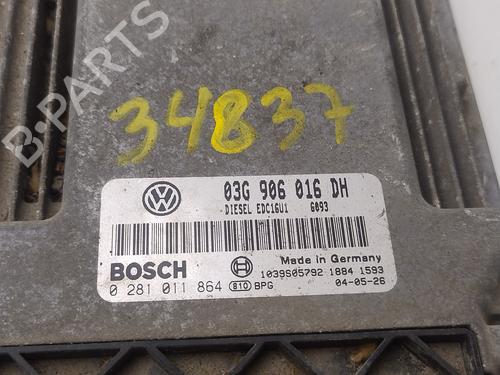 B-PARTS
34837
03G 906 016 DH
DIESEL EDC16U1 6093
BOSCH
Made in Germany
1039S05792 1884 1593
0 281 011 864 810 BPG 04-05-26